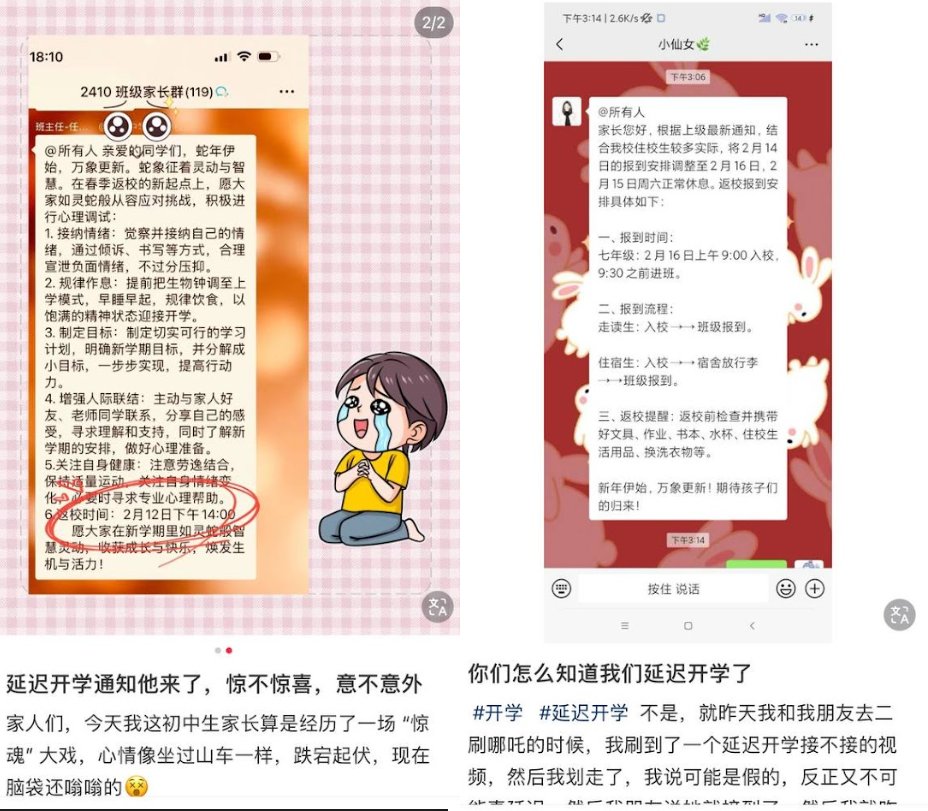 2/2
18:10
2410 班级家长群(119)
班主任-任...
@所有人 亲爱的同学们，蛇年伊
始，万象更新。蛇象征着灵动与智
慧。在春季返校的新起点上，愿大
家如灵蛇般从容应对挑战，积极进
行心理调试：
1. 接纳情绪：觉察并接纳自己的情
绪，通过倾诉、书写等方式，合理
宣泄负面情绪，不过分压抑。
2. 规律作息：提前把生物钟调至上
学模式，早睡早起，规律饮食，以
饱满的精神状态迎接开学。
3. 制定目标：制定切实可行的学习
计划，明确新学期目标，并分解成
小目标，一步步实现，提高行动
力。
4. 增强人际联结：主动与家人好
友、老师同学联系，分享自己的感
受，寻求理解和支持，同时了解新
学期的安排，做好心理准备。
5.关注自身健康：注意劳逸结合，
保持适量运动，关注自身情绪变
化，必要时寻求专业心理帮助。
6.返校时间：2月12日下午14:00
愿大家在新学期里如灵蛇般智
慧灵动，收获成长与快乐，焕发生
机与活力！
延迟开学通知他来了，惊不惊喜，意不意外
家人们，今天我这初中生家长算是经历了一场“惊
魂”大戏，心情像坐过山车一样，跌宕起伏，现在
脑袋还嗡嗡的😵
下午3:14 | 2.6K/s
14
小仙女🌿
下午3:06
@所有人
家长您好，根据上级最新通知，结
合我校住校生较多实际，将2月14
日的报到安排调整至2月16日，2
月15日周六正常休息。返校报到安
排具体如下：
一、报到时间：
七年级：2月16日上午9:00入校，
9:30之前进班。
二、报到流程：
走读生：入校→→班级报到。
住宿生：入校→→宿舍放行李
→→班级报到。
三、返校提醒：返校前检查并携带
好文具、作业、书本、水杯、住校生
活用品、换洗衣物等。
新年伊始，万象更新！期待孩子们
的归来！
下午3:14
按住 说话
你们怎么知道我们延迟开学了
#开学 #延迟开学 不是，就昨天我和我朋友去二
刷哪吒的时候，我刷到了一个延迟开学接不接的视
频，然后我划走了，我说可能是假的，反正又不可